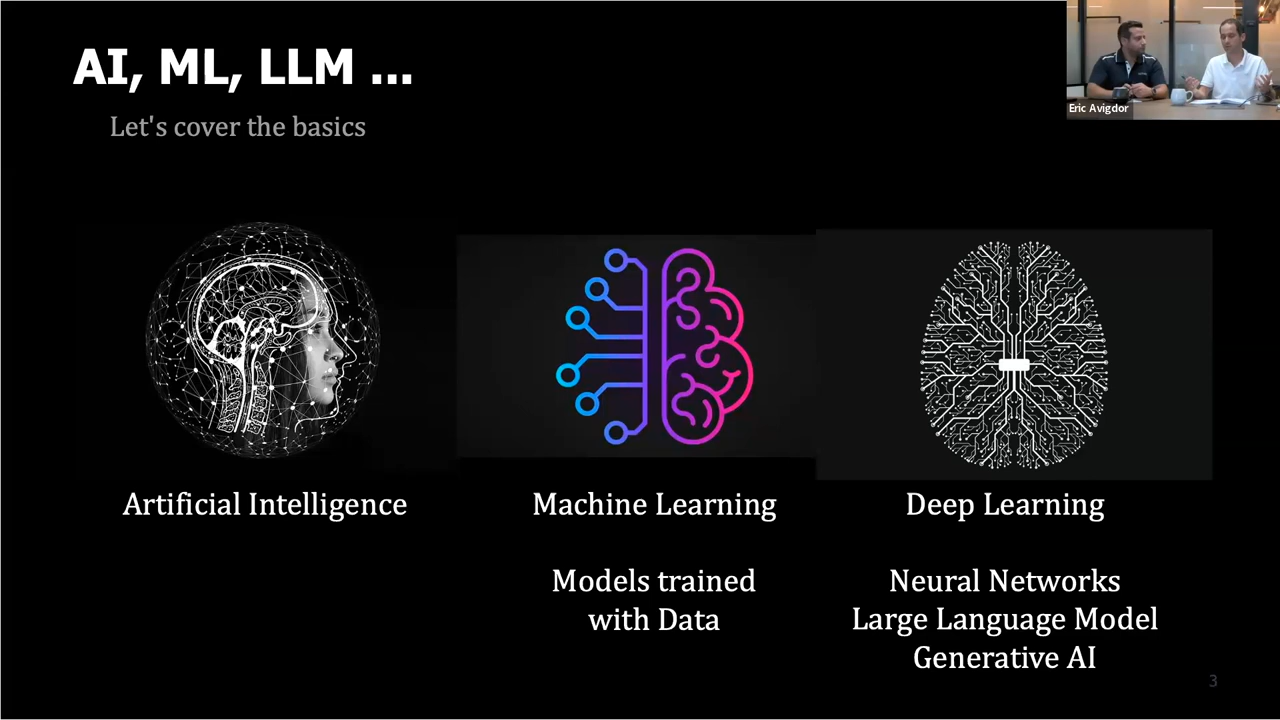 AI, ML, LLM ...
Let's cover the basics
Eric Avigdor
Artificial Intelligence
Machine Learning
Deep Learning
Models trained
with Data
Neural Networks
Large Language Model
Generative AI
3